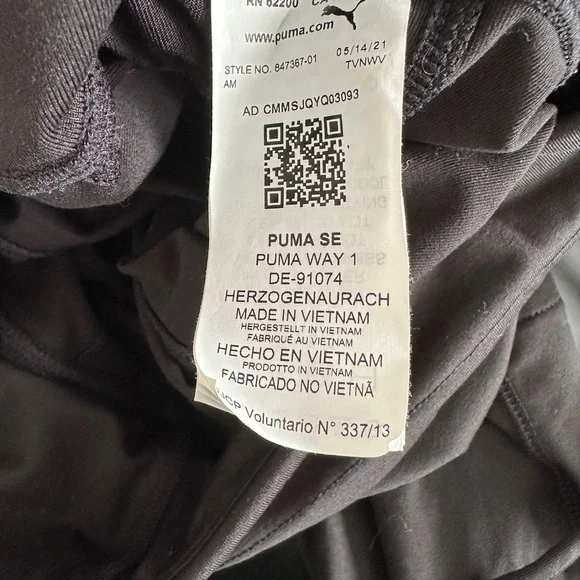 RN 62200 CA
www.puma.com
STYLE NO. 847367-01 05/14/21
AM TVNWV
AD CMMSJQYQ03093
PUMA SE
PUMA WAY 1
DE-91074
HERZOGENAURACH
MADE IN VIETNAM
HERGESTELLT IN VIETNAM
FABRIQUÉ AU VIETNAM
HECHO EN VIETNAM
PRODOTTO IN VIETNAM
FABRICADO NO VIETNÃ
Voluntario N° 337/13